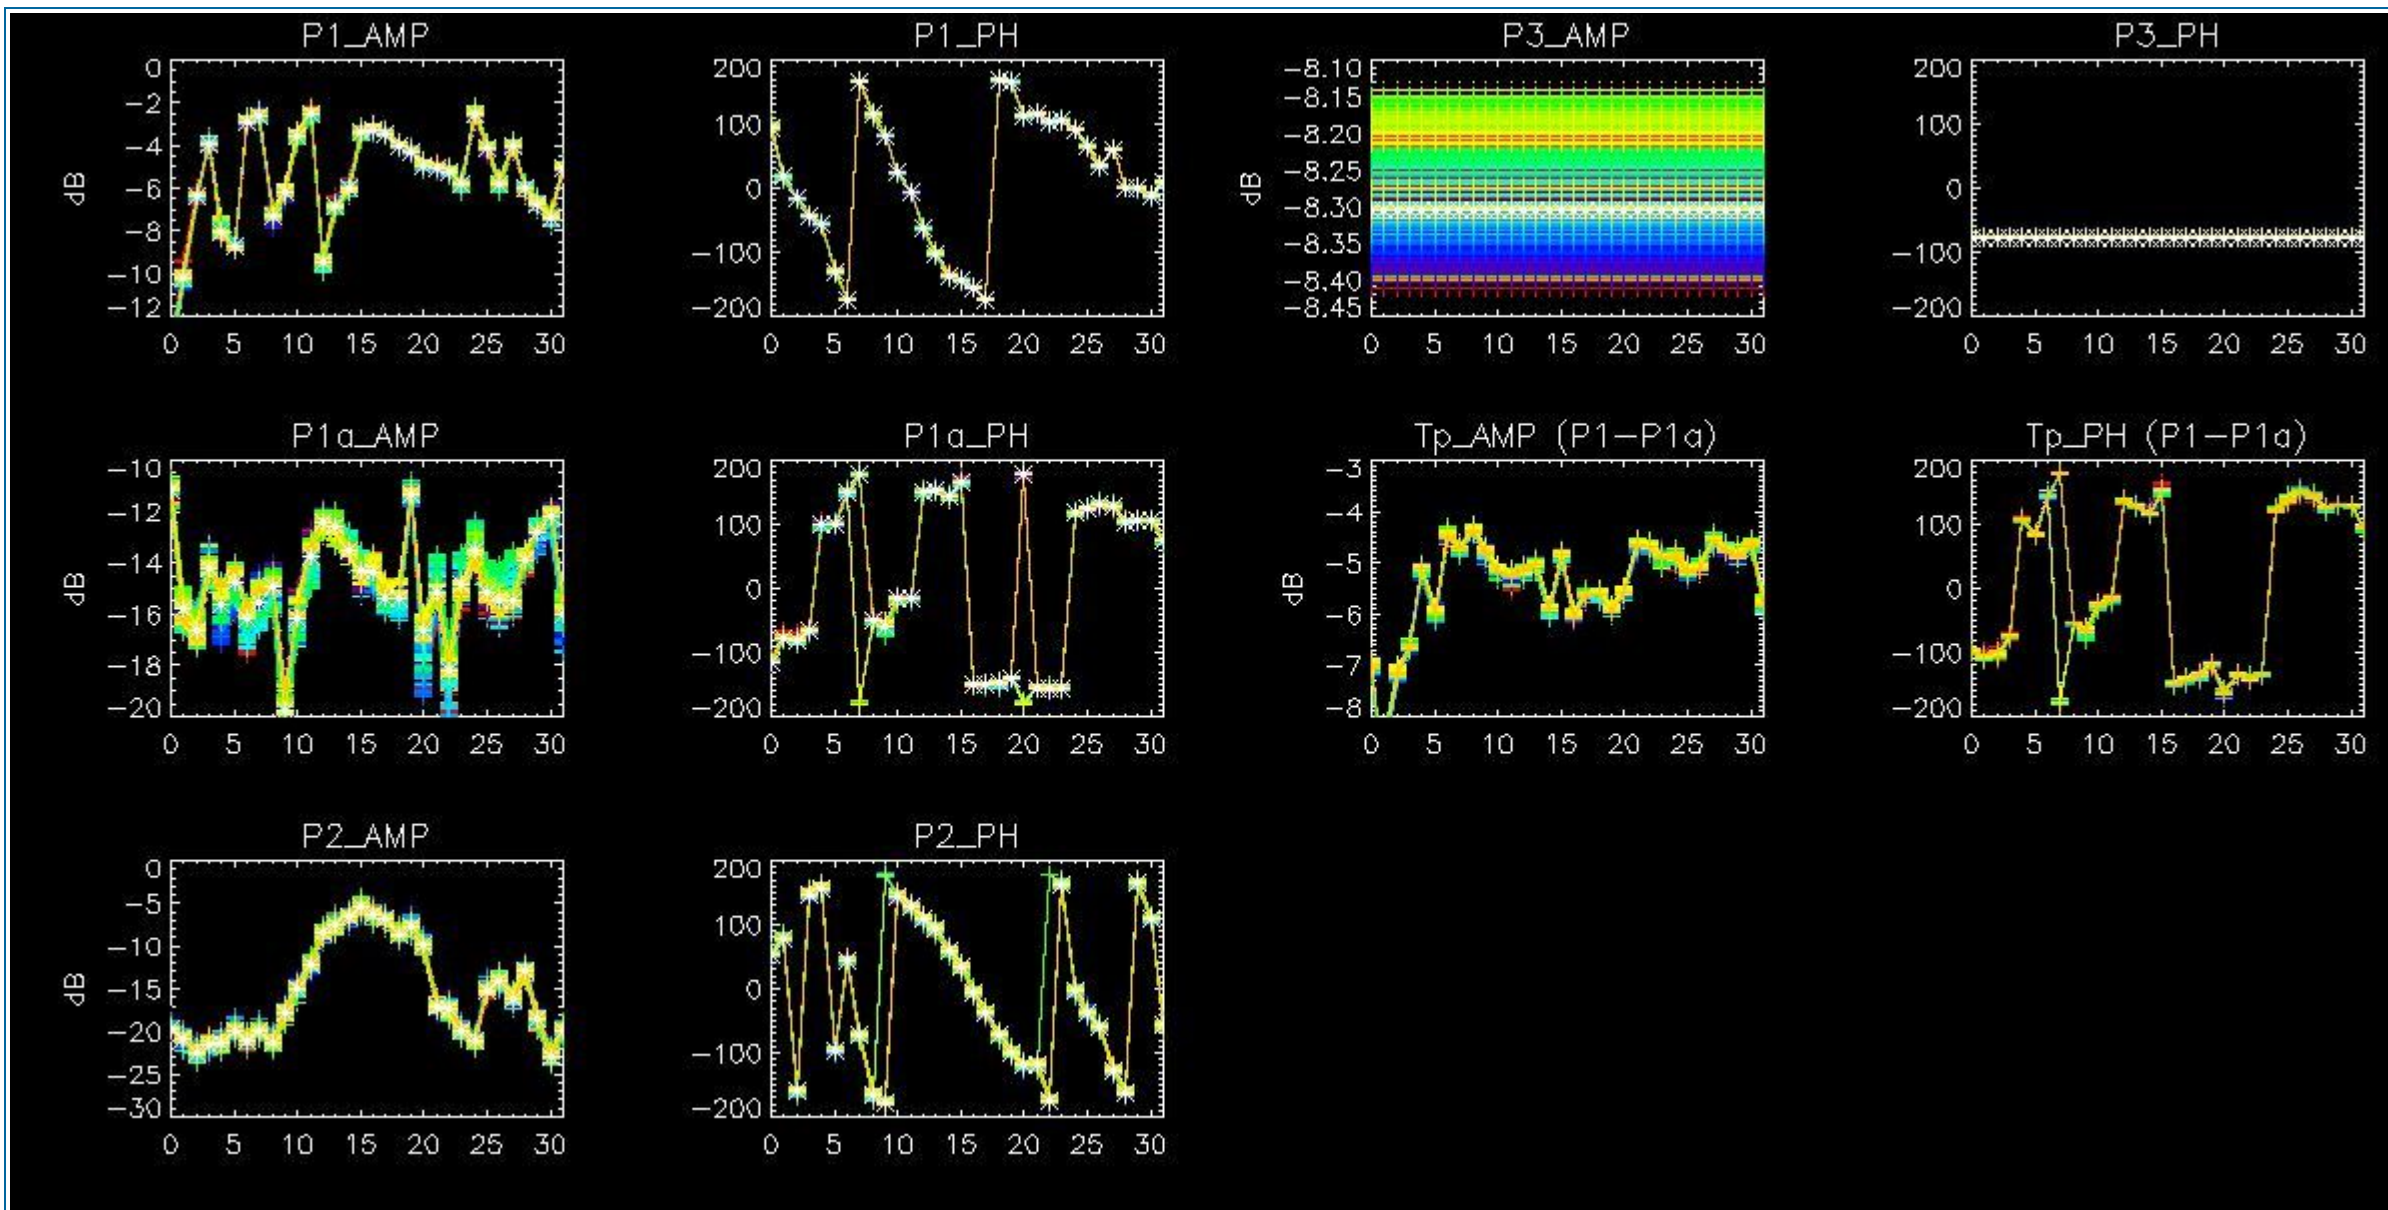 P1_AMP P1_PH P3_AMP P3_PH
0 200 -8.10 200
-2 100 -8.15 100
-4 0 -8.20 0
-6 -100 -8.25 -100
-8 -200 -8.30 -200
-10 -8.35
-12 -8.40
-8.45
dB dB
0 5 10 15 20 25 30 0 5 10 15 20 25 30 0 5 10 15 20 25 30 0 5 10 15 20 25 30
P1a_AMP P1a_PH Tp_AMP (P1-P1a) Tp_PH (P1-P1a)
-10 200 -3 200
-12 100 -4 100
-14 0 -5 0
-16 -100 -6 -100
-18 -200 -7 -200
-20 -8
dB dB
0 5 10 15 20 25 30 0 5 10 15 20 25 30 0 5 10 15 20 25 30 0 5 10 15 20 25 30
P2_AMP P2_PH
0 200
-5 100
-10 0
-15 -100
-20 -200
-25
-30
dB
0 5 10 15 20 25 30 0 5 10 15 20 25 30